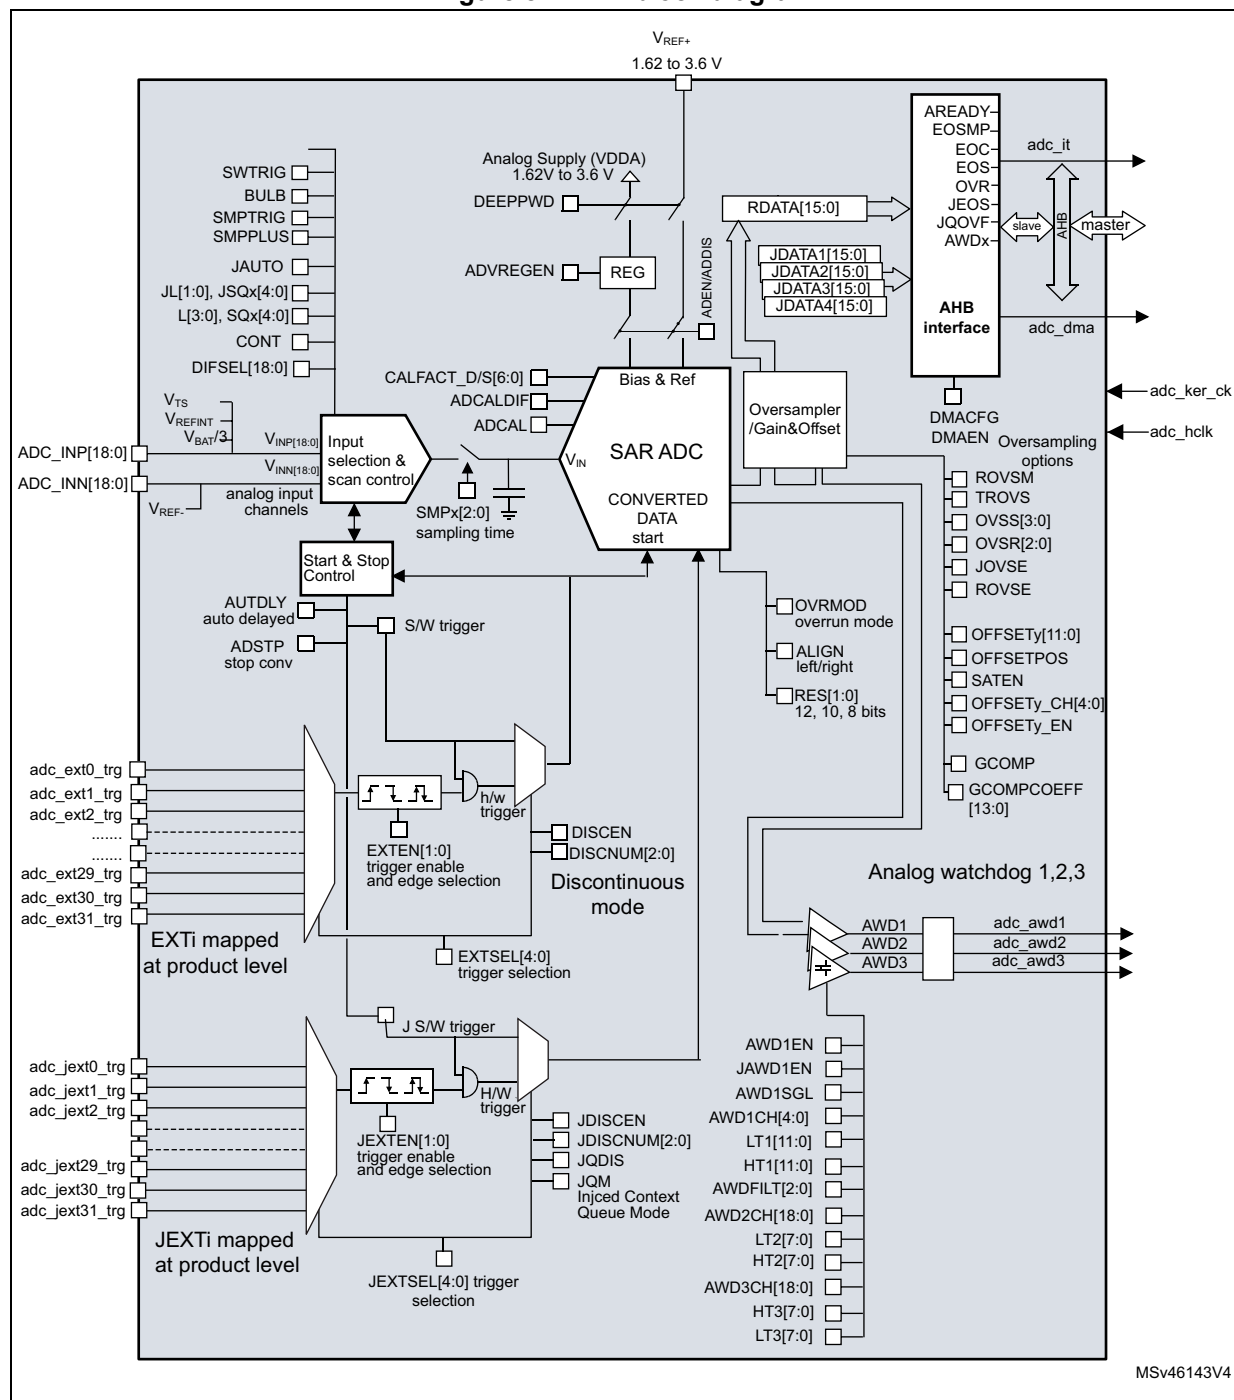 V_REF+
1.62 to 3.6 V
AREADY
EOSMP
EOC
EOS
OVR
JEOS
JQOVF
AWDx
adc_it
slave
AHB
master
AHB
interface
adc_dma
DMACFG
DMAEN
SWTRIG
BULB
SMPTRIG
SMPPLUS
JAUTO
JL[1:0], JSQx[4:0]
L[3:0], SQx[4:0]
CONT
DIFSEL[18:0]
Analog Supply (VDDA)
1.62V to 3.6 V
DEEPPWD
ADVREGEN
REG
ADEN/ADDIS
RDATA[15:0]
JDATA1[15:0]
JDATA2[15:0]
JDATA3[15:0]
JDATA4[15:0]
CALFACT_D/S[6:0]
ADCALDIF
ADCAL
Bias & Ref
SAR ADC
V_IN
CONVERTED
DATA
start
Oversampler
/Gain&Offset
adc_ker_ck
adc_hclk
V_TS
V_REFINT
V_BAT/3
ADC_INP[18:0]
ADC_INN[18:0]
V_INP[18:0]
V_INN[18:0]
V_REF-
analog input
channels
Input
selection &
scan control
SMPx[2:0]
sampling time
Oversampling
options
ROVSM
TROVS
OVSS[3:0]
OVSR[2:0]
JOVSE
ROVSE
OFFSETy[11:0]
OFFSETPOS
SATEN
OFFSETy_CH[4:0]
OFFSETy_EN
GCOMP
GCOMPCOEFF
[13:0]
Start & Stop
Control
AUTDLY
auto delayed
ADSTP
stop conv
S/W trigger
OVRMOD
overrun mode
ALIGN
left/right
RES[1:0]
12, 10, 8 bits
adc_ext0_trg
adc_ext1_trg
adc_ext2_trg
.......
.......
adc_ext29_trg
adc_ext30_trg
adc_ext31_trg
h/w
trigger
EXTEN[1:0]
trigger enable
and edge selection
DISCEN
DISCNUM[2:0]
Discontinuous
mode
EXTi mapped
at product level
EXTSEL[4:0]
trigger selection
Analog watchdog 1,2,3
AWD1
AWD2
AWD3
adc_awd1
adc_awd2
adc_awd3
J S/W trigger
adc_jext0_trg
adc_jext1_trg
adc_jext2_trg
adc_jext29_trg
adc_jext30_trg
adc_jext31_trg
H/W
trigger
JEXTEN[1:0]
trigger enable
and edge selection
JDISCEN
JDISCNUM[2:0]
JQDIS
JQM
Injced Context
Queue Mode
JEXTi mapped
at product level
JEXTSEL[4:0] trigger
selection
AWD1EN
JAWD1EN
AWD1SGL
AWD1CH[4:0]
LT1[11:0]
HT1[11:0]
AWDFILT[2:0]
AWD2CH[18:0]
LT2[7:0]
HT2[7:0]
AWD3CH[18:0]
HT3[7:0]
LT3[7:0]
MSv46143V4